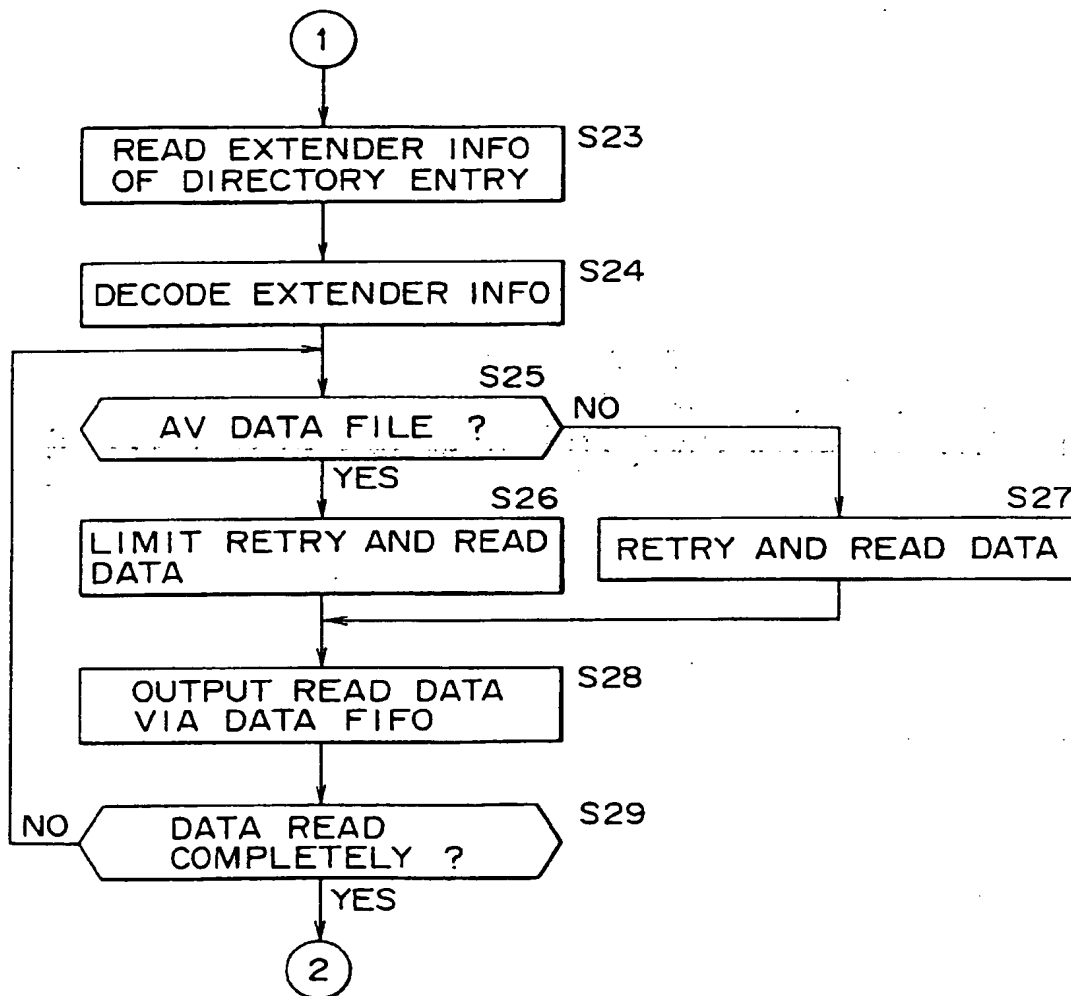 1
S23
READ EXTENDER INFO
OF DIRECTORY ENTRY
S24
DECODE EXTENDER INFO
S25
AV DATA FILE ?
NO
YES
S26
LIMIT RETRY AND READ
DATA
S27
RETRY AND READ DATA
S28
OUTPUT READ DATA
VIA DATA FIFO
S29
DATA READ
COMPLETELY ?
NO
YES
2